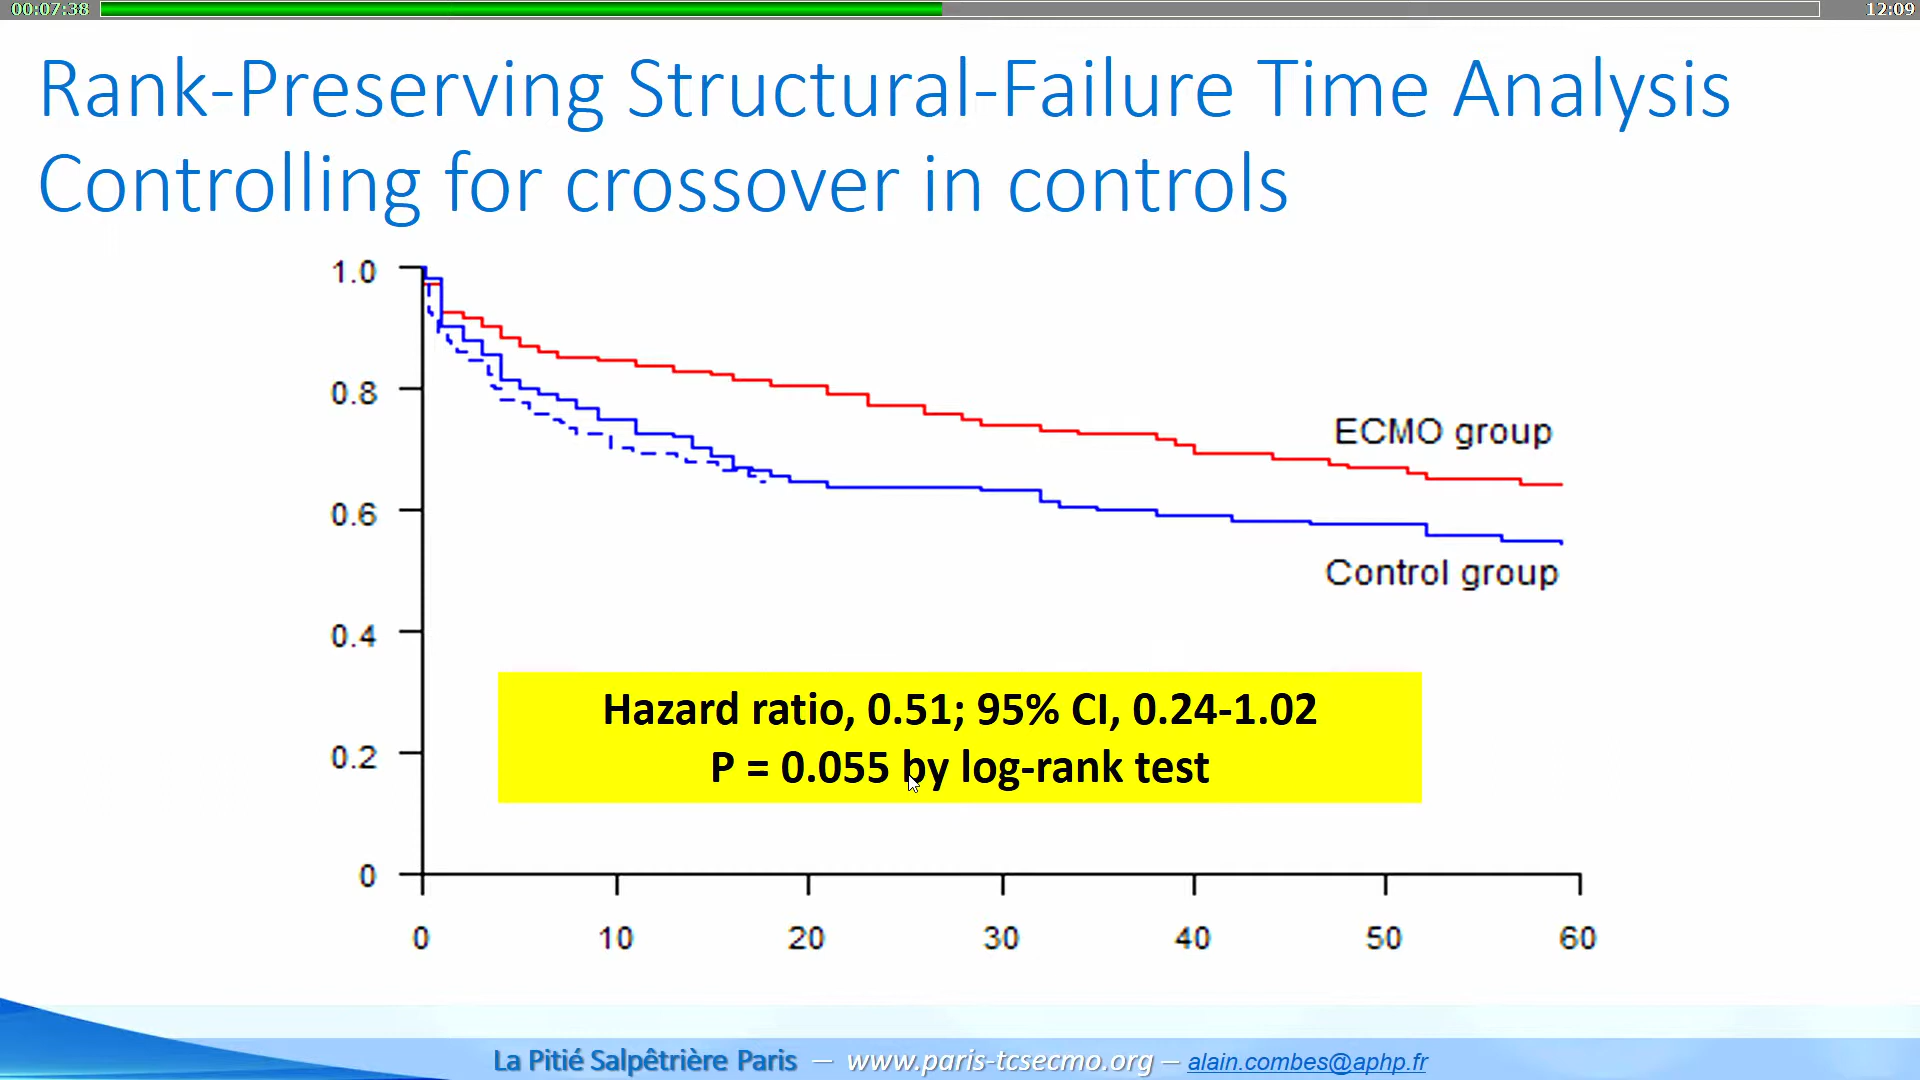 00:07:38
12:09
Rank-Preserving Structural-Failure Time Analysis
Controlling for crossover in controls
1.0
0.8
0.6
0.4
0.2
0
ECMO group
Control group
Hazard ratio, 0.51; 95% CI, 0.24-1.02
P = 0.055 by log-rank test
0 10 20 30 40 50 60
La Pitié Salpêtrière Paris – www.paris-tcsecmo.org – alain.combes@aphp.fr